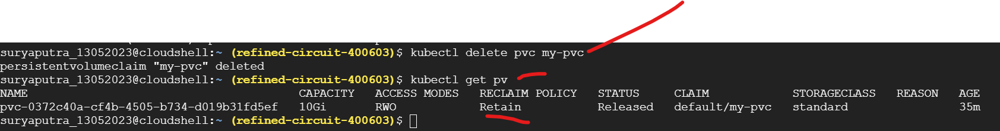 suryaputra_13052023@cloudshell:~ (refined-circuit-400603)$ kubectl delete pvc my-pvc
persistentvolumeclaim "my-pvc" deleted
suryaputra_13052023@cloudshell:~ (refined-circuit-400603)$ kubectl get pv
NAME CAPACITY ACCESS MODES RECLAIM POLICY STATUS CLAIM STORAGECLASS REASON AGE
pvc-0372c40a-cf4b-4505-b734-d019b31fd5ef 10Gi RWO Retain Released default/my-pvc standard 35m
suryaputra_13052023@cloudshell:~ (refined-circuit-400603)$